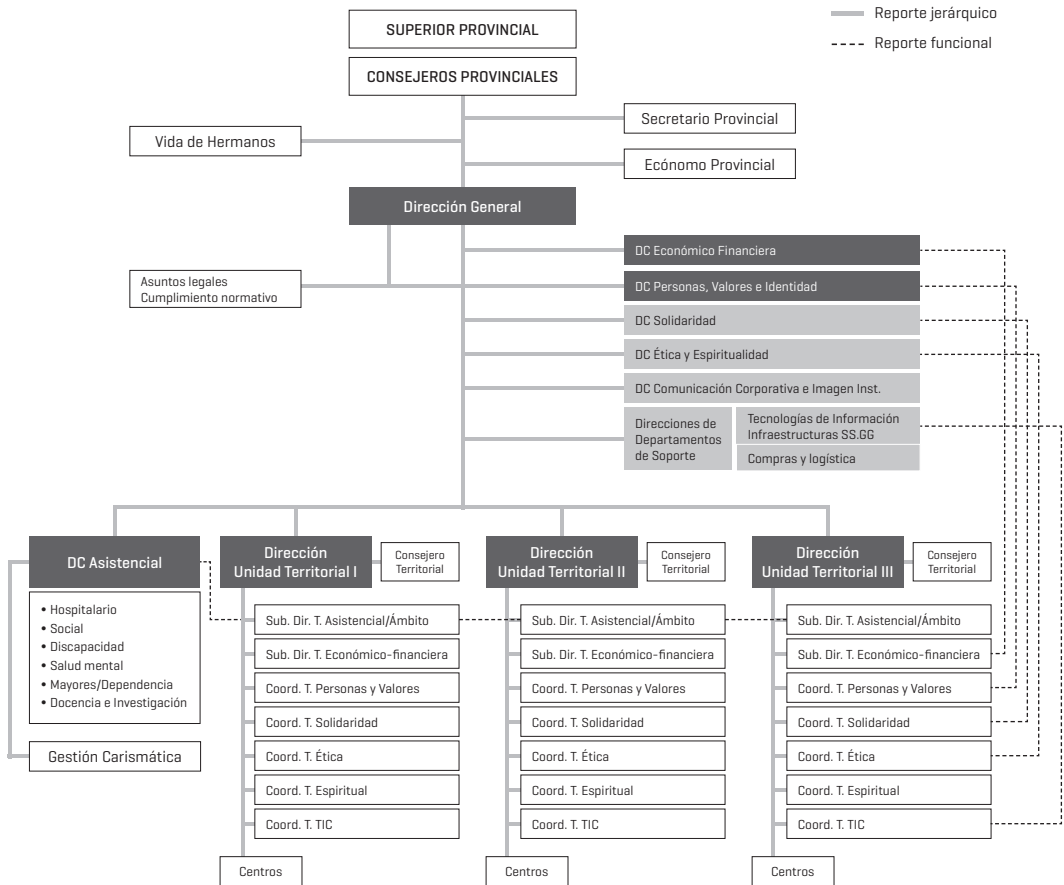 Reporte jerárquico
Reporte funcional
SUPERIOR PROVINCIAL
CONSEJEROS PROVINCIALES
Secretario Provincial
Vida de Hermanos
Ecónomo Provincial
Dirección General
DC Económico Financiera
Asuntos legales
Cumplimiento normativo
DC Personas, Valores e Identidad
DC Solidaridad
DC Ética y Espiritualidad
DC Comunicación Corporativa e Imagen Inst.
Direcciones de
Departamentos
de Soporte
Tecnologías de Información
Infraestructuras SS.GG
Compras y logística
DC Asistencial
• Hospitalario
• Social
• Discapacidad
• Salud mental
• Mayores/Dependencia
• Docencia e Investigación
Gestión Carismática
Dirección
Unidad Territorial I
Consejero
Territorial
Sub. Dir. T. Asistencial/Ámbito
Sub. Dir. T. Económico-financiera
Coord. T. Personas y Valores
Coord. T. Solidaridad
Coord. T. Ética
Coord. T. Espiritual
Coord. T. TIC
Centros
Dirección
Unidad Territorial II
Consejero
Territorial
Sub. Dir. T. Asistencial/Ámbito
Sub. Dir. T. Económico-financiera
Coord. T. Personas y Valores
Coord. T. Solidaridad
Coord. T. Ética
Coord. T. Espiritual
Coord. T. TIC
Centros
Dirección
Unidad Territorial III
Consejero
Territorial
Sub. Dir. T. Asistencial/Ámbito
Sub. Dir. T. Económico-financiera
Coord. T. Personas y Valores
Coord. T. Solidaridad
Coord. T. Ética
Coord. T. Espiritual
Coord. T. TIC
Centros